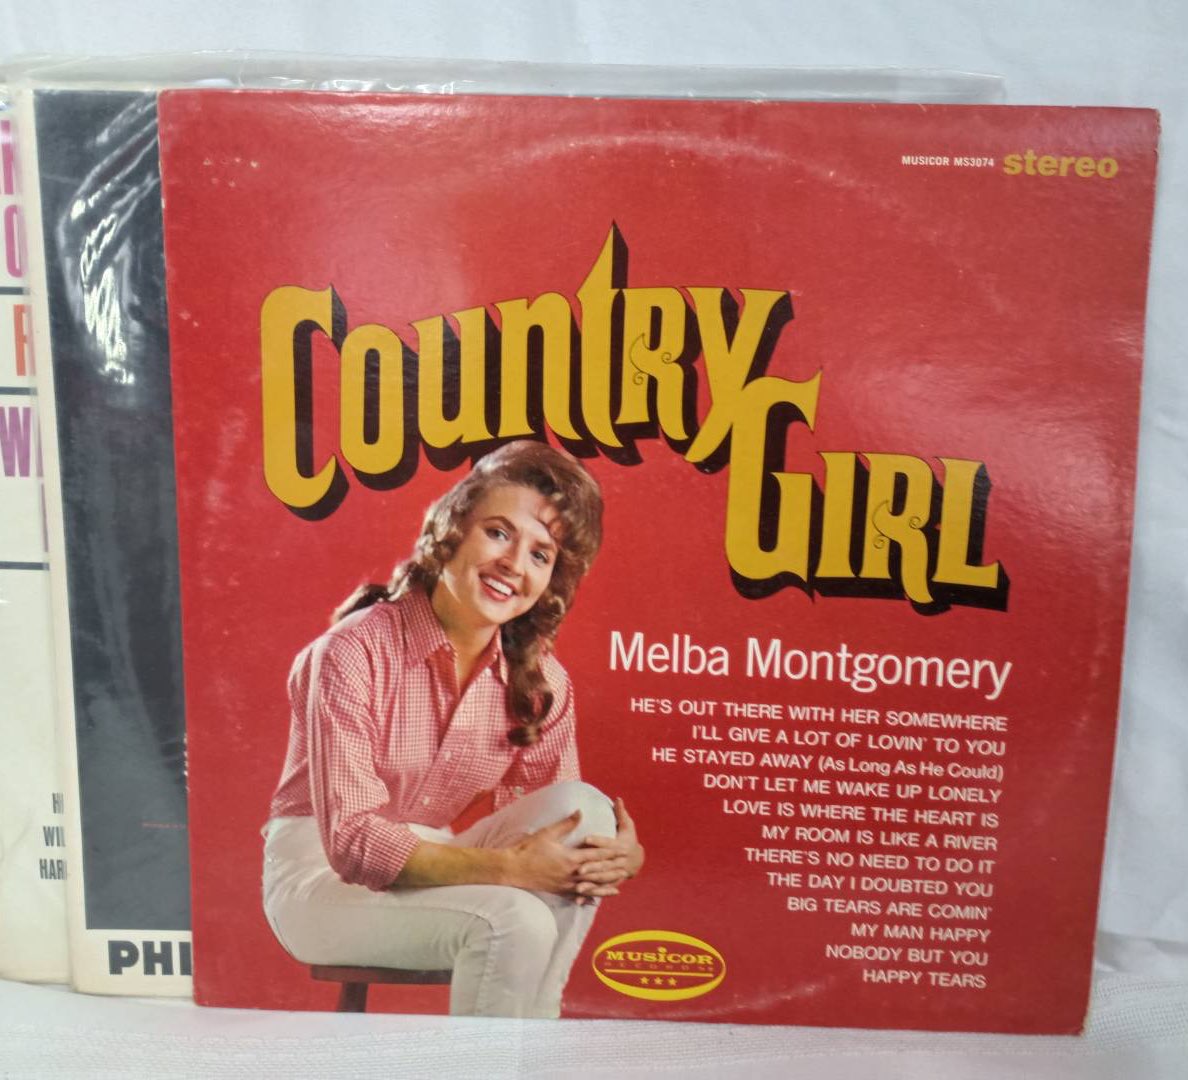 MUSICOR MS3074 stereo
Country
Girl
Melba Montgomery
HE'S OUT THERE WITH HER SOMEWHERE
I'LL GIVE A LOT OF LOVIN' TO YOU
HE STAYED AWAY (As Long As He Could)
DON'T LET ME WAKE UP LONELY
LOVE IS WHERE THE HEART IS
MY ROOM IS LIKE A RIVER
THERE'S NO NEED TO DO IT
THE DAY I DOUBTED YOU
BIG TEARS ARE COMIN'
MY MAN HAPPY
NOBODY BUT YOU
HAPPY TEARS
MUSICOR
RECORDS